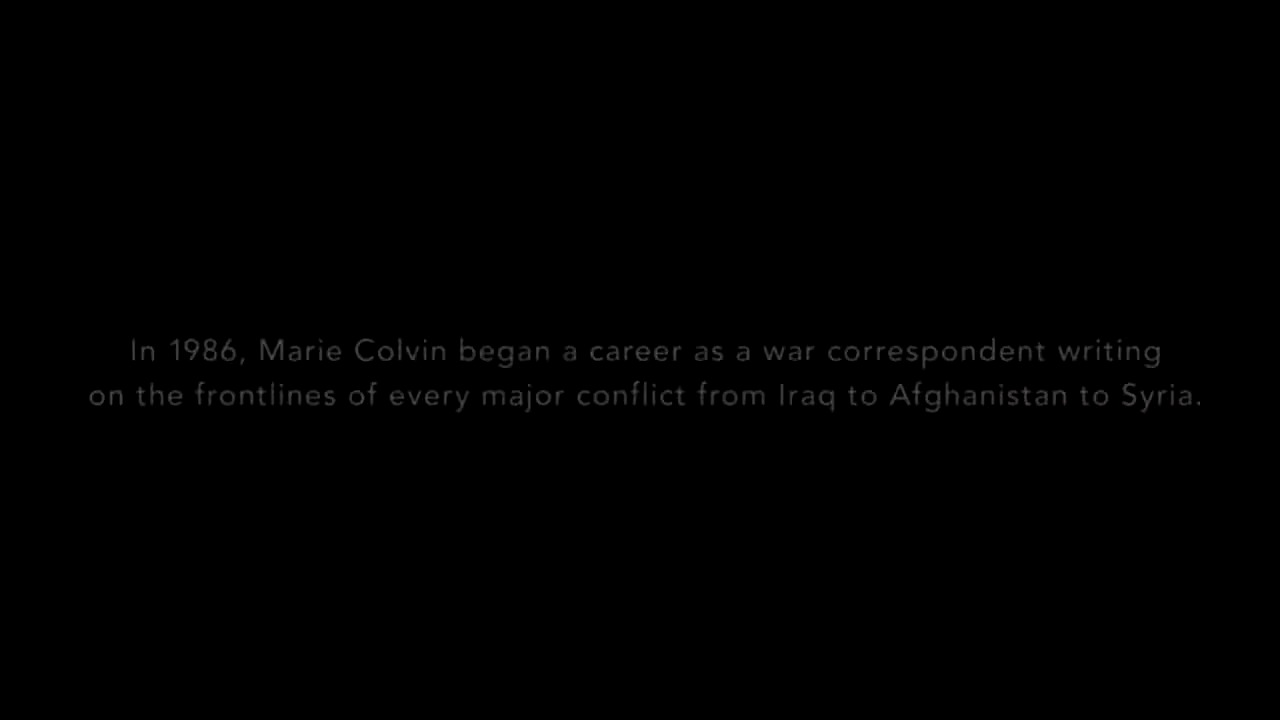 In 1986, Marie Colvin began a career as a war correspondent writing
on the frontlines of every major conflict from Iraq to Afghanistan to Syria.